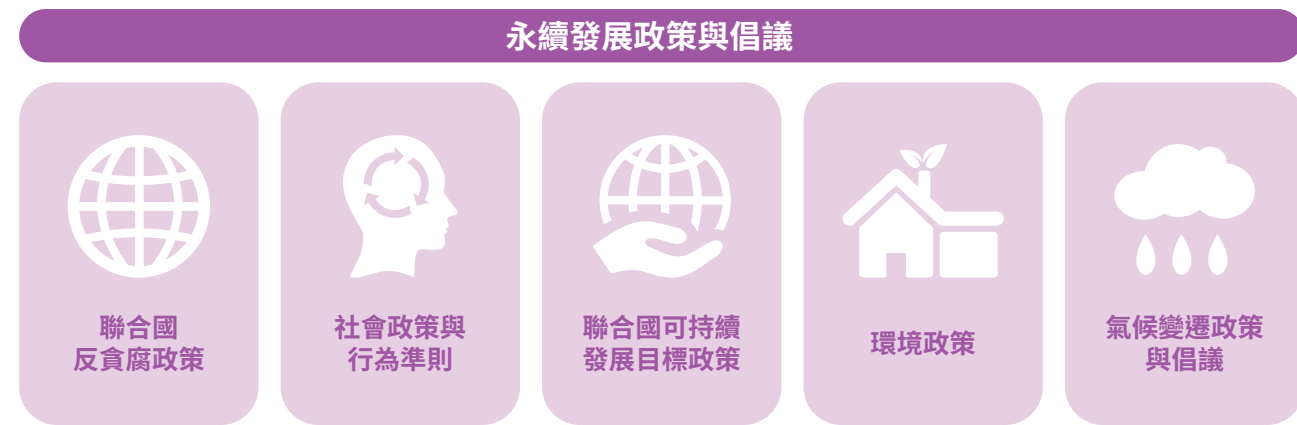 永續發展政策與倡議
聯合國
反貪腐政策
社會政策與
行為準則
聯合國可持續
發展目標政策
環境政策
氣候變遷政策
與倡議